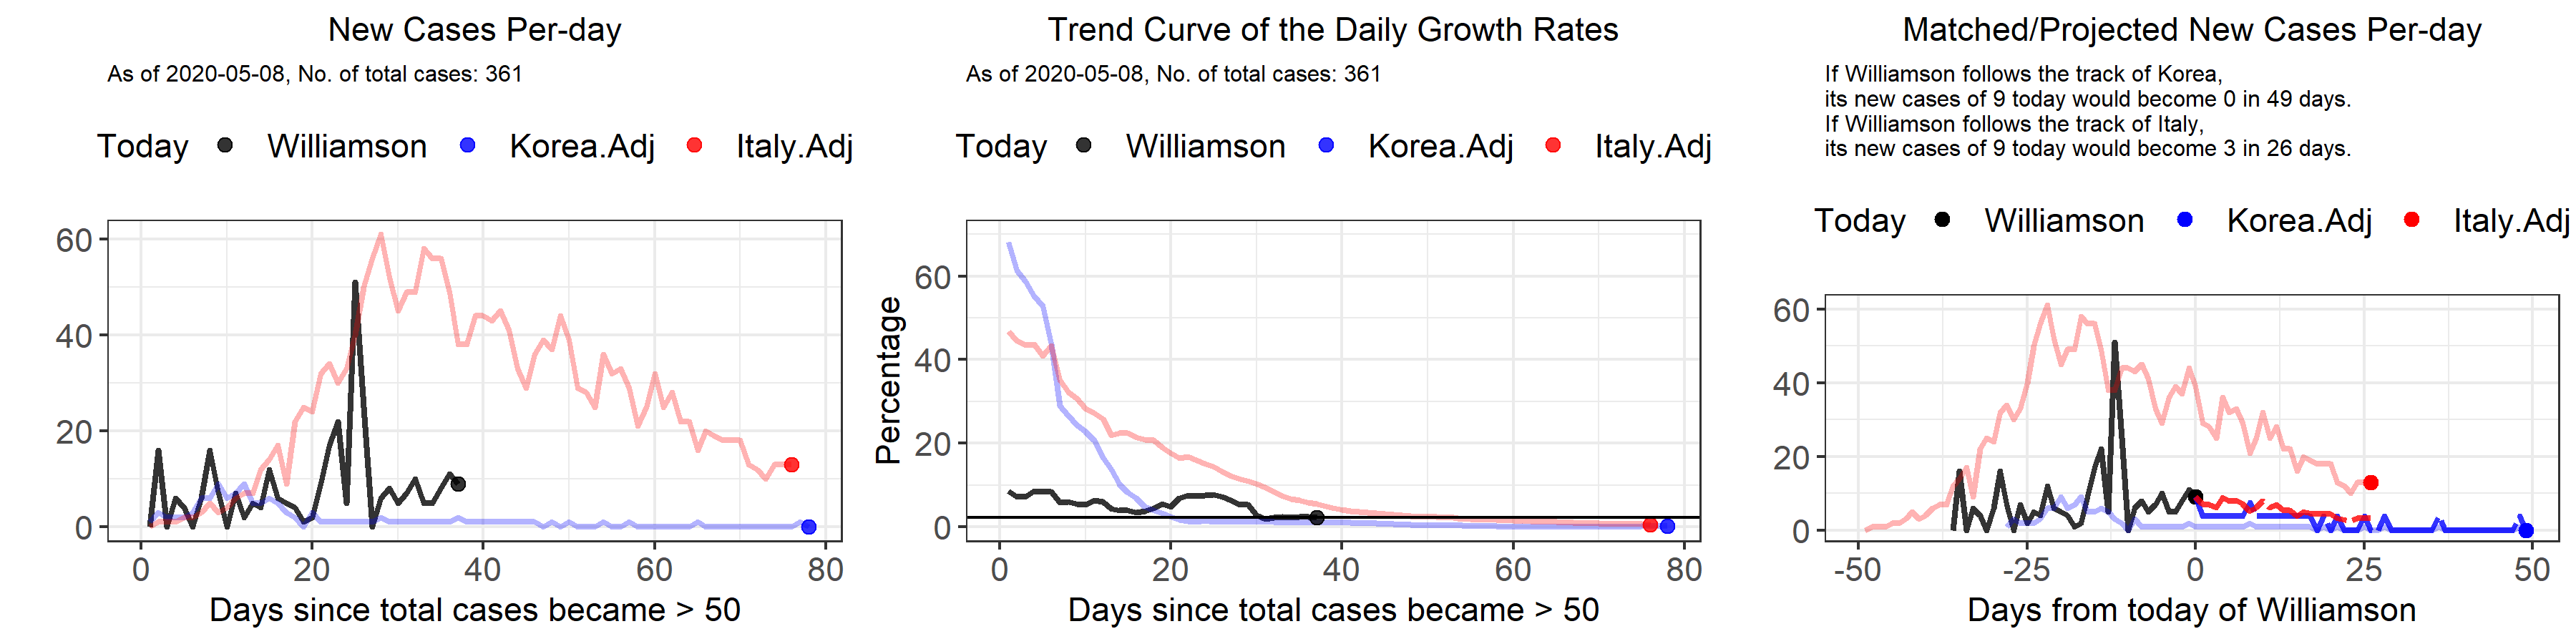 New Cases Per-day
As of 2020-05-08, No. of total cases: 361
Today Williamson Korea.Adj Italy.Adj
60
40
20
0
0 20 40 60 80
Days since total cases became > 50
Trend Curve of the Daily Growth Rates
As of 2020-05-08, No. of total cases: 361
Today Williamson Korea.Adj Italy.Adj
Percentage
60
40
20
0
0 20 40 60 80
Days since total cases became > 50
Matched/Projected New Cases Per-day
If Williamson follows the track of Korea,
its new cases of 9 today would become 0 in 49 days.
If Williamson follows the track of Italy,
its new cases of 9 today would become 3 in 26 days.
Today Williamson Korea.Adj Italy.Adj
60
40
20
0
-50 -25 0 25 50
Days from today of Williamson